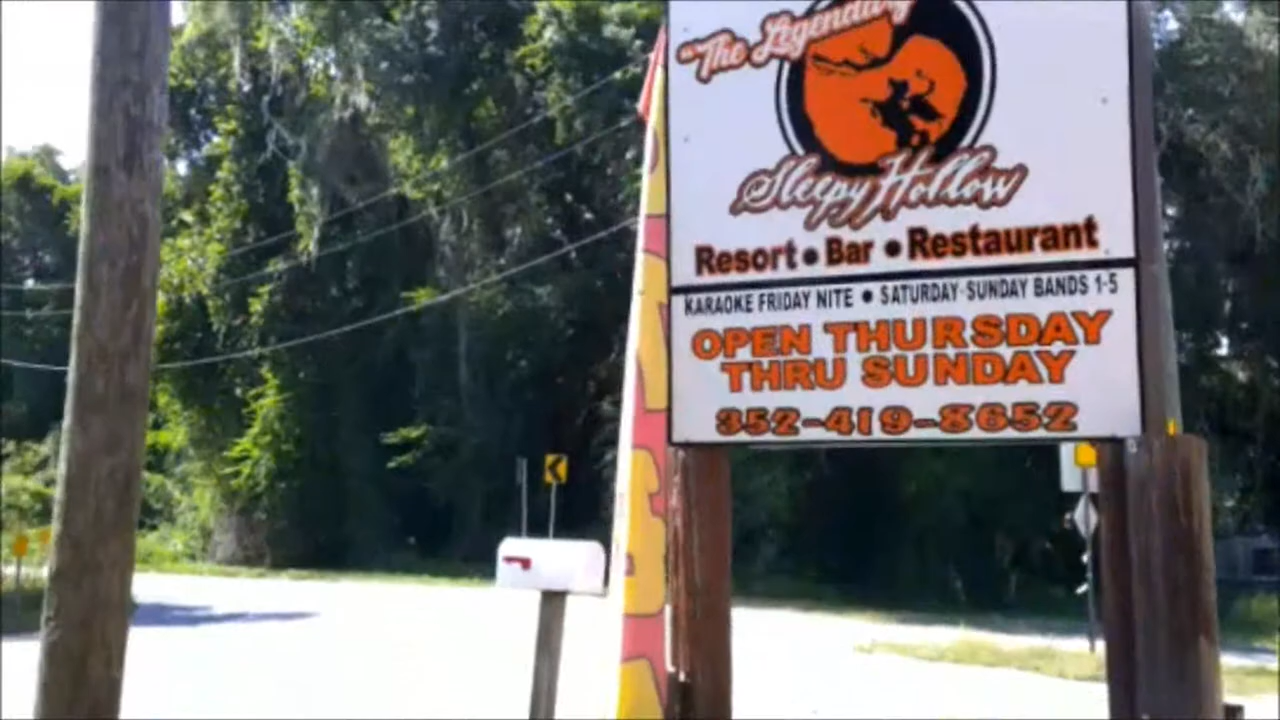 "The Legendary
Sleepy Hollow
Resort • Bar • Restaurant
KARAOKE FRIDAY NITE • SATURDAY-SUNDAY BANDS 1-5
OPEN THURSDAY
THRU SUNDAY
352-419-8652